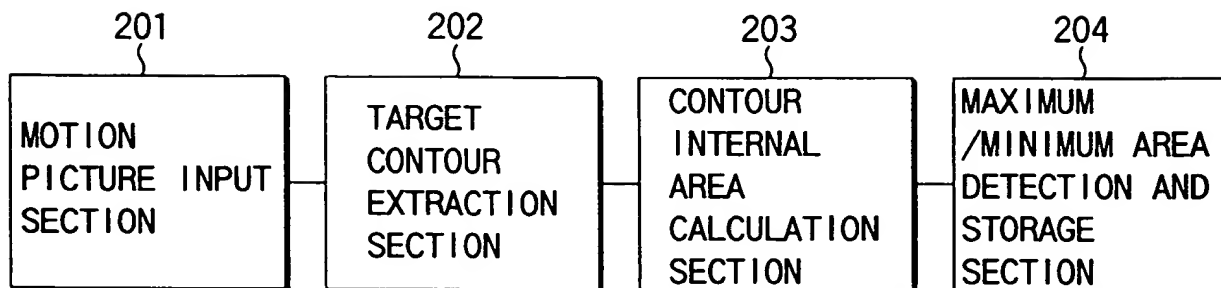 201
202
203
204
MOTION
PICTURE INPUT
SECTION
TARGET
CONTOUR
EXTRACTION
SECTION
CONTOUR
INTERNAL
AREA
CALCULATION
SECTION
MAXIMUM
/MINIMUM AREA
DETECTION AND
STORAGE
SECTION